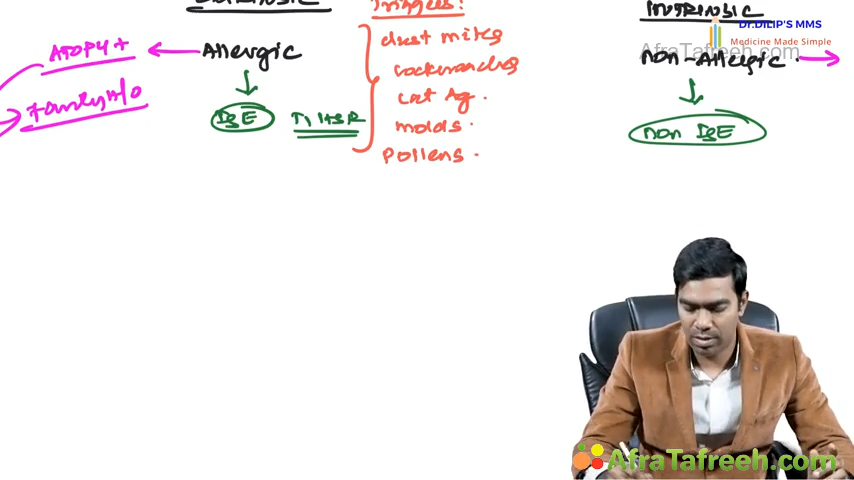 EXTRINSIC
Triggers:
INTRINSIC
Dr.DILIP'S MMS
Medicine Made Simple
AfraTafreeh.com
ATOPY +
Allergic
dust mites
non-Allergic
cockroaches
Family H/o
cat Ag.
IgE
T1 HSR
molds.
non IgE
Pollens.
AfraTafreeh.com